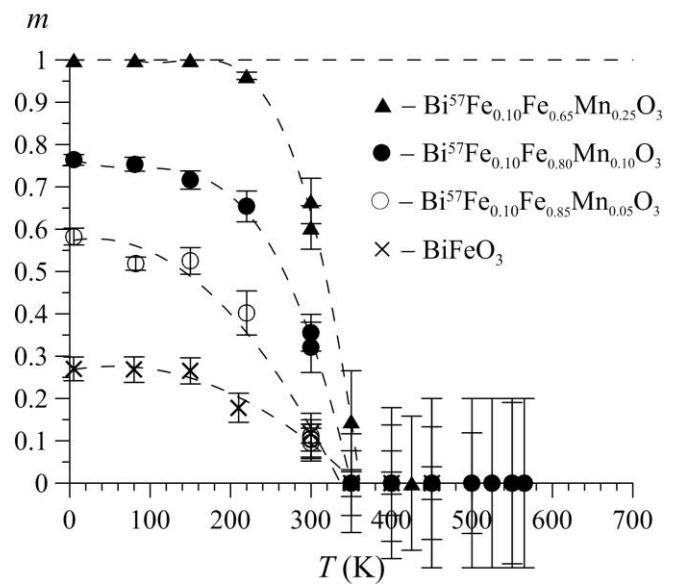 m
1
0.9
0.8
0.7
0.6
0.5
0.4
0.3
0.2
0.1
0
▲ – Bi⁵⁷Fe₀.₁₀Fe₀.₆₅Mn₀.₂₅O₃
● – Bi⁵⁷Fe₀.₁₀Fe₀.₈₀Mn₀.₁₀O₃
○ – Bi⁵⁷Fe₀.₁₀Fe₀.₈₅Mn₀.₀₅O₃
× – BiFeO₃
0 100 200 300 400 500 600 700
T (K)